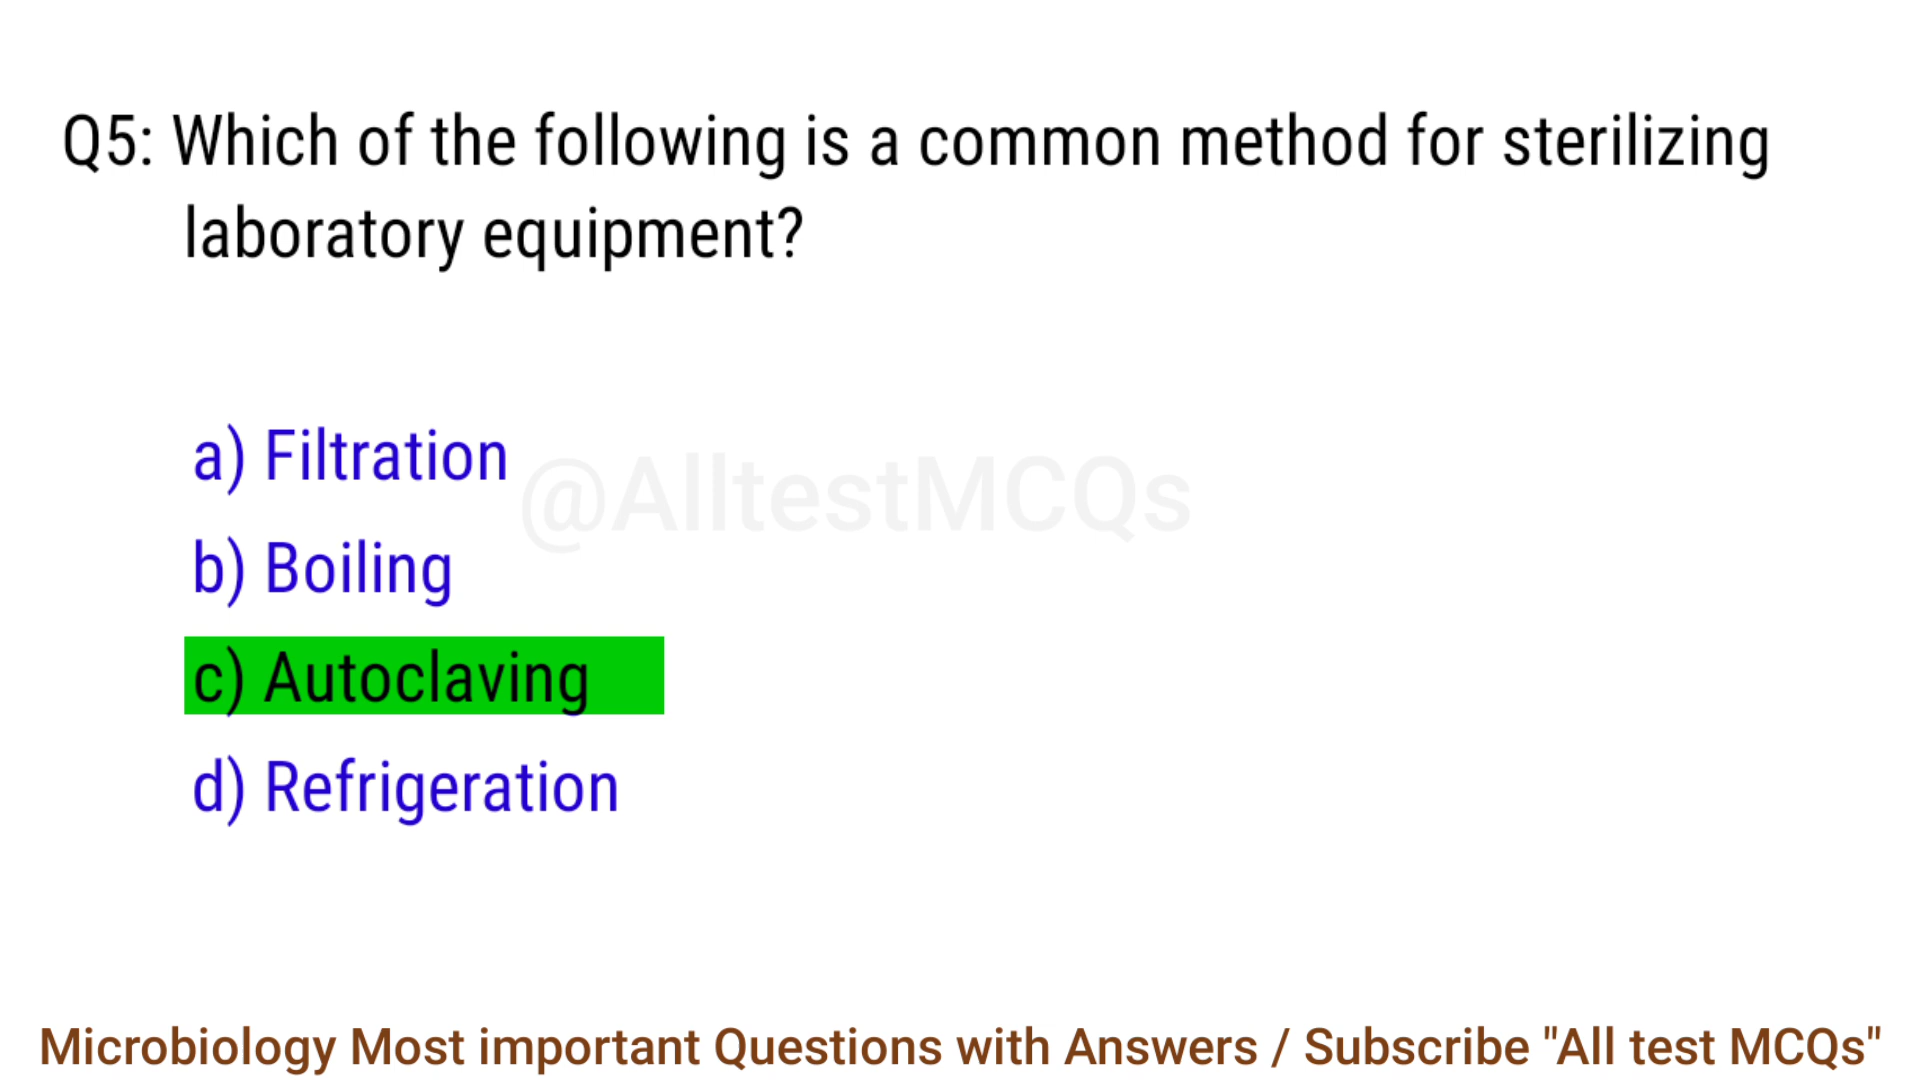 Q5: Which of the following is a common method for sterilizing
laboratory equipment?
a) Filtration
@AlltestMCQs
b) Boiling
c) Autoclaving
d) Refrigeration
Microbiology Most important Questions with Answers / Subscribe "All test MCQs"